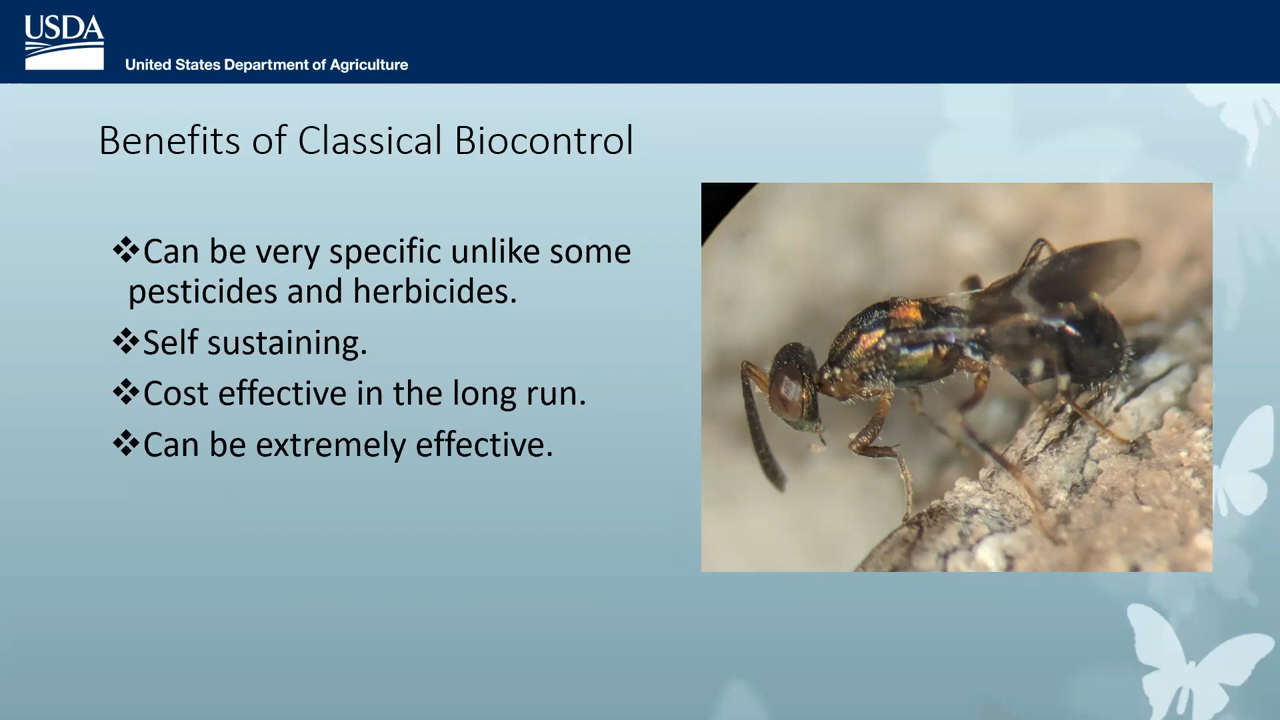 USDA
United States Department of Agriculture
Benefits of Classical Biocontrol
❖Can be very specific unlike some
pesticides and herbicides.
❖Self sustaining.
❖Cost effective in the long run.
❖Can be extremely effective.